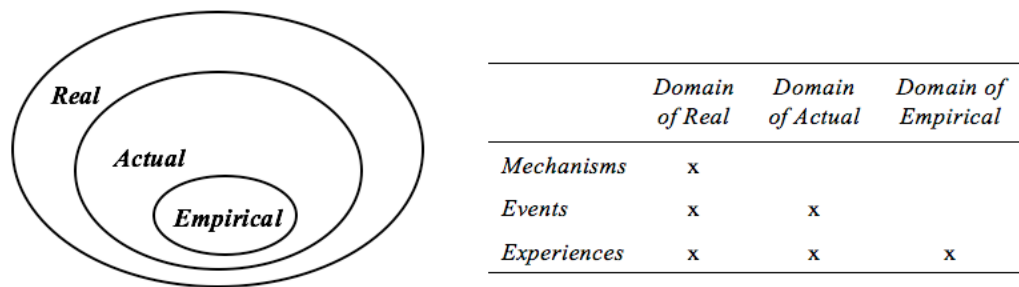 Real
Actual
Empirical
Domain of Real Domain of Actual Domain of Empirical
Mechanisms x
Events x x
Experiences x x x